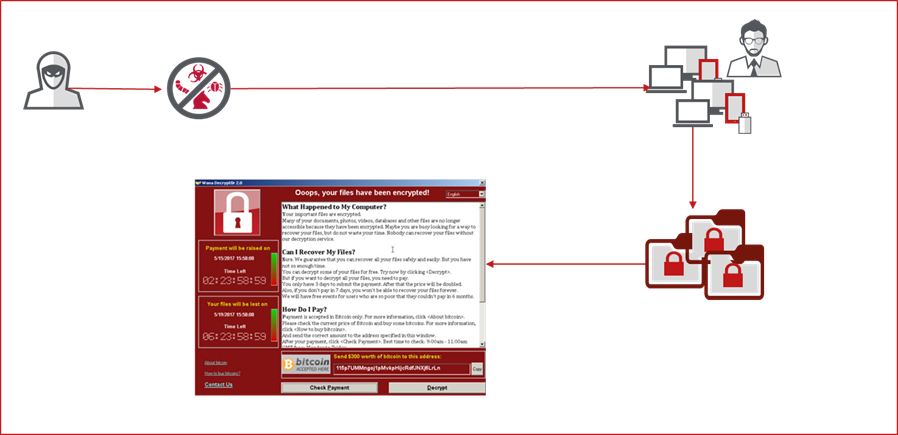 Wana Decrypt0r 2.0
Ooops, your files have been encrypted!
English
Payment will be raised on
5/15/2017 15:58:08
Time Left
02:23:58:59
Your files will be lost on
5/19/2017 15:58:08
Time Left
06:23:58:59
About bitcoin
How to buy bitcoins?
Contact Us
What Happened to My Computer?
Your important files are encrypted.
Many of your documents, photos, videos, databases and other files are no longer
accessible because they have been encrypted. Maybe you are busy looking for a way to
recover your files, but do not waste your time. Nobody can recover your files without
our decryption service.
Can I Recover My Files?
Sure. We guarantee that you can recover all your files safely and easily. But you have
not so enough time.
You can decrypt some of your files for free. Try now by clicking <Decrypt>.
But if you want to decrypt all your files, you need to pay.
You only have 3 days to submit the payment. After that the price will be doubled.
Also, if you don't pay in 7 days, you won't be able to recover your files forever.
We will have free events for users who are so poor that they couldn't pay in 6 months.
How Do I Pay?
Payment is accepted in Bitcoin only. For more information, click <About bitcoin>.
Please check the current price of Bitcoin and buy some bitcoins. For more information,
click <How to buy bitcoins>.
And send the correct amount to the address specified in this window.
After your payment, click <Check Payment>. Best time to check: 9:00am - 11:00am
bitcoin
ACCEPTED HERE
Send $300 worth of bitcoin to this address:
Copy
Check Payment
Decrypt